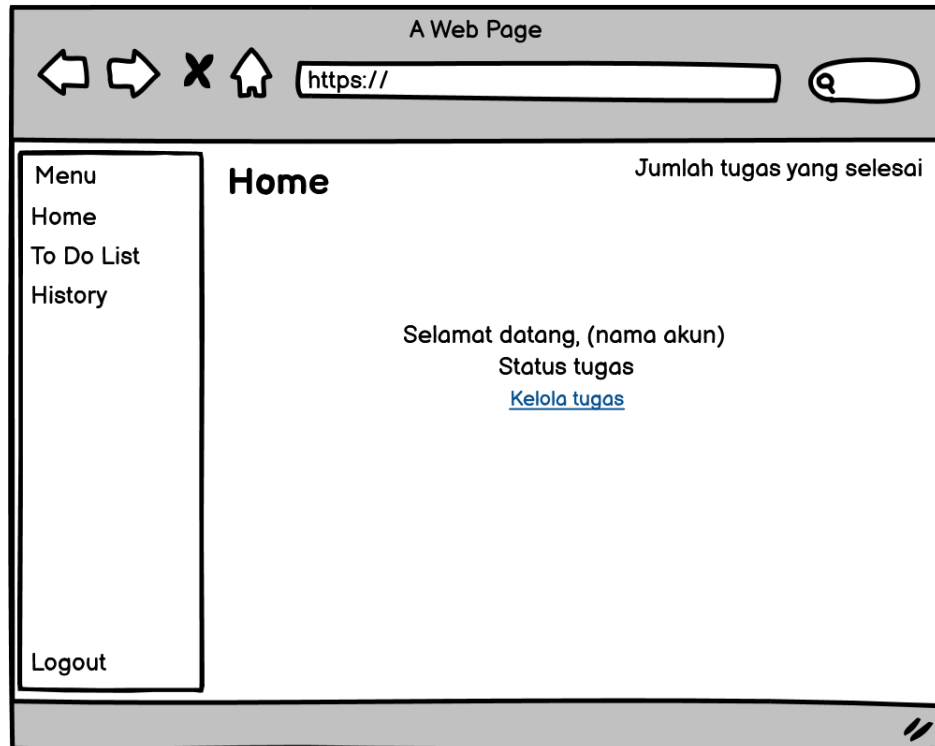 A Web Page
https://
Menu
Home
To Do List
History
Logout
Home
Jumlah tugas yang selesai
Selamat datang, (nama akun)
Status tugas
Kelola tugas